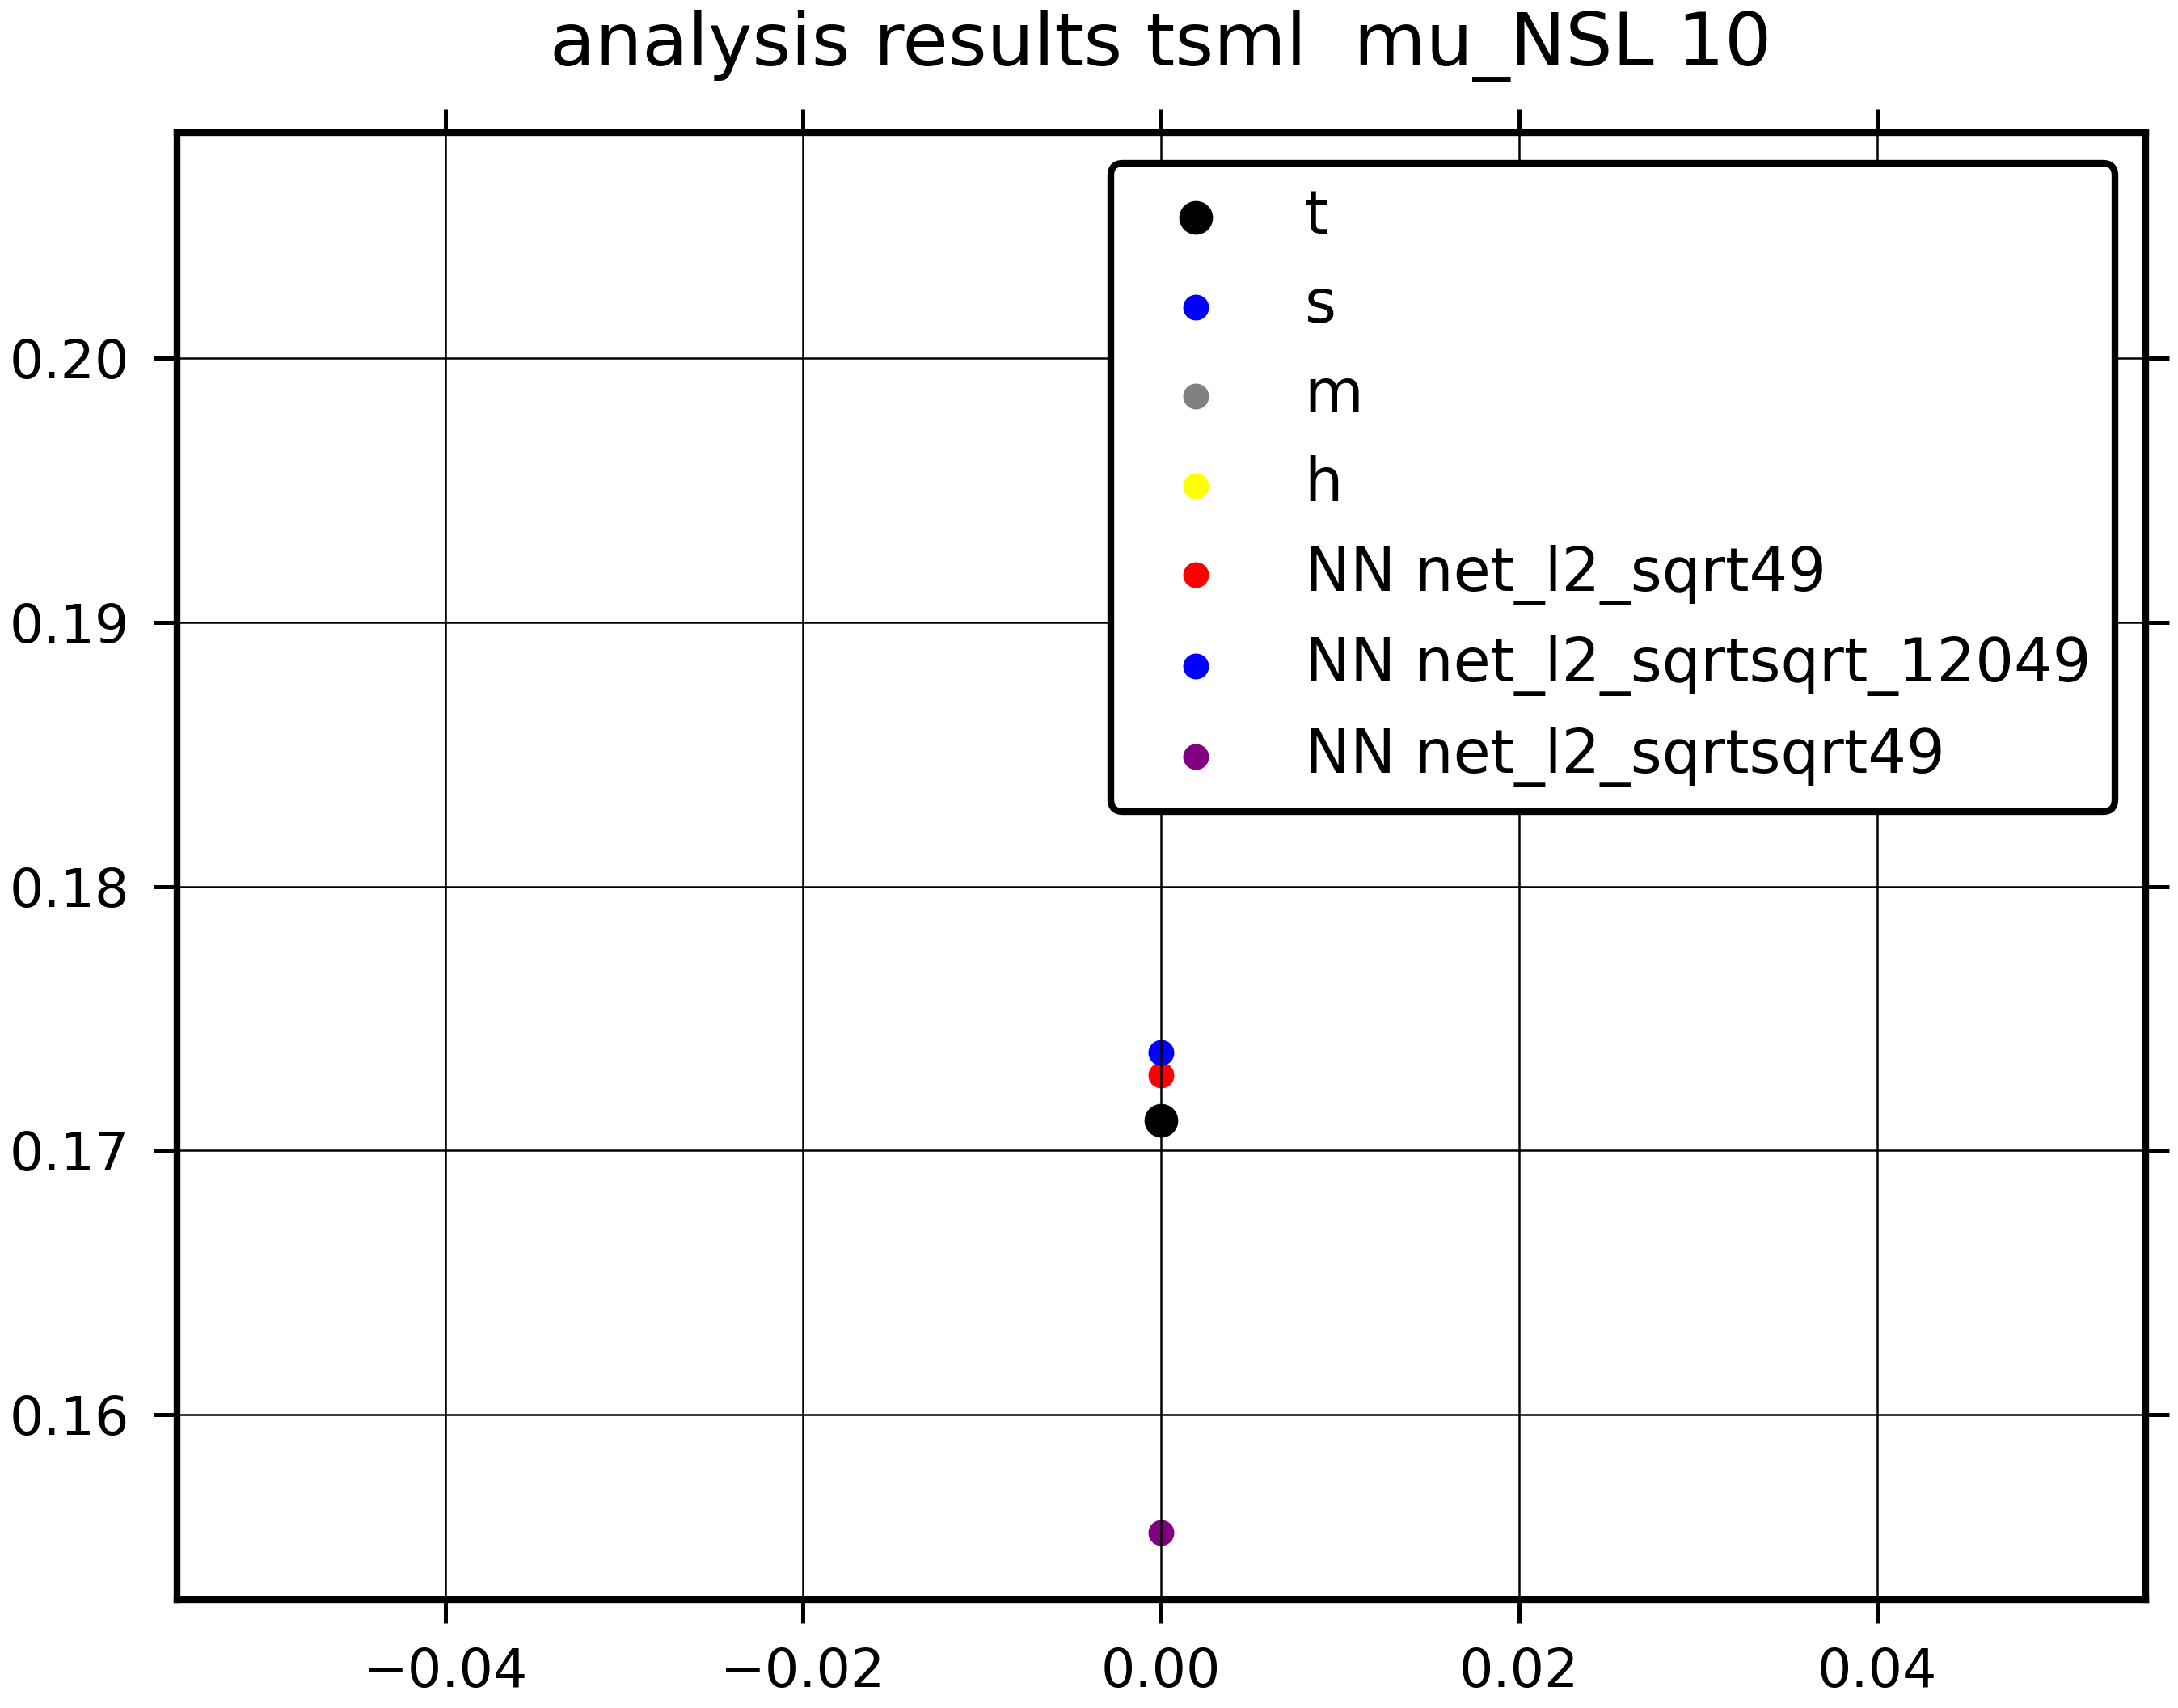 analysis results tsml  mu_NSL 10
t
s
m
h
NN net_l2_sqrt49
NN net_l2_sqrtsqrt_12049
NN net_l2_sqrtsqrt49
0.20
0.19
0.18
0.17
0.16
−0.04
−0.02
0.00
0.02
0.04